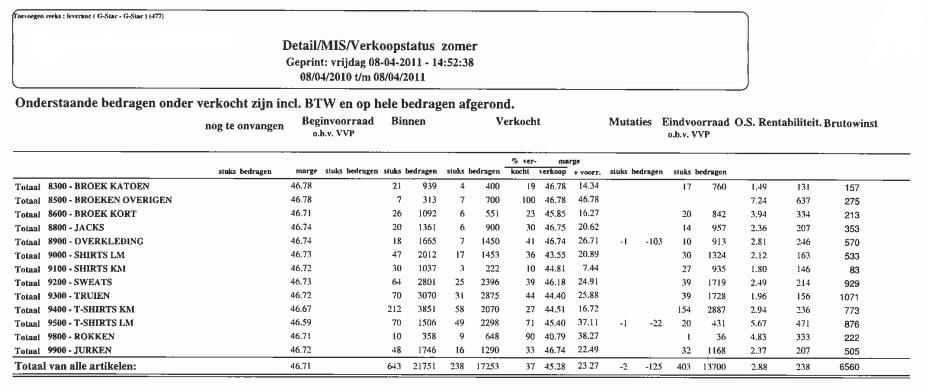 Toevoegen reeks : leveranc ( G-Star - G-Star ) (477)
Detail/MIS/Verkoopstatus zomer
Geprint: vrijdag 08-04-2011 - 14:52:38
08/04/2010 t/m 08/04/2011
Onderstaande bedragen onder verkocht zijn incl. BTW en op hele bedragen afgerond.
nog te onvangen Beginvoorraad Binnen Verkocht Mutaties Eindvoorraad O.S. Rentabiliteit. Brutowinst
o.b.v. VVP o.b.v. VVP
% ver- marge
stuks bedragen marge stuks bedragen stuks bedragen stuks bedragen kocht verkoop + voorr. stuks bedragen stuks bedragen
Totaal 8300 - BROEK KATOEN 46.78 21 939 4 400 19 46.78 14.34 17 760 1.49 131 157
Totaal 8500 - BROEKEN OVERIGEN 46.78 7 313 7 700 100 46.78 46.78 7.24 637 275
Totaal 8600 - BROEK KORT 46.71 26 1092 6 551 23 45.85 16.27 20 842 3.94 334 213
Totaal 8800 - JACKS 46.74 20 1361 6 900 30 46.75 20.62 14 957 2.36 207 353
Totaal 8900 - OVERKLEDING 46.74 18 1665 7 1450 41 46.74 26.71 -1 -103 10 913 2.81 246 570
Totaal 9000 - SHIRTS LM 46.73 47 2012 17 1453 36 43.55 20.89 30 1324 2.12 163 533
Totaal 9100 - SHIRTS KM 46.72 30 1037 3 222 10 44.81 7.44 27 935 1.80 146 83
Totaal 9200 - SWEATS 46.73 64 2801 25 2396 39 46.18 24.91 39 1719 2.49 214 929
Totaal 9300 - TRUIEN 46.72 70 3070 31 2875 44 44.40 25.88 39 1728 1.96 156 1071
Totaal 9400 - T-SHIRTS KM 46.67 212 3851 58 2070 27 44.51 16.72 154 2887 2.94 236 773
Totaal 9500 - T-SHIRTS LM 46.59 70 1506 49 2298 71 45.40 37.11 -1 -22 20 431 5.67 471 876
Totaal 9800 - ROKKEN 46.71 10 358 9 648 90 40.79 38.27 1 36 4.83 333 222
Totaal 9900 - JURKEN 46.72 48 1746 16 1290 33 46.74 22.49 32 1168 2.37 207 505
Totaal van alle artikelen: 46.71 643 21751 238 17253 37 45.28 23.27 -2 -125 403 13700 2.88 238 6560